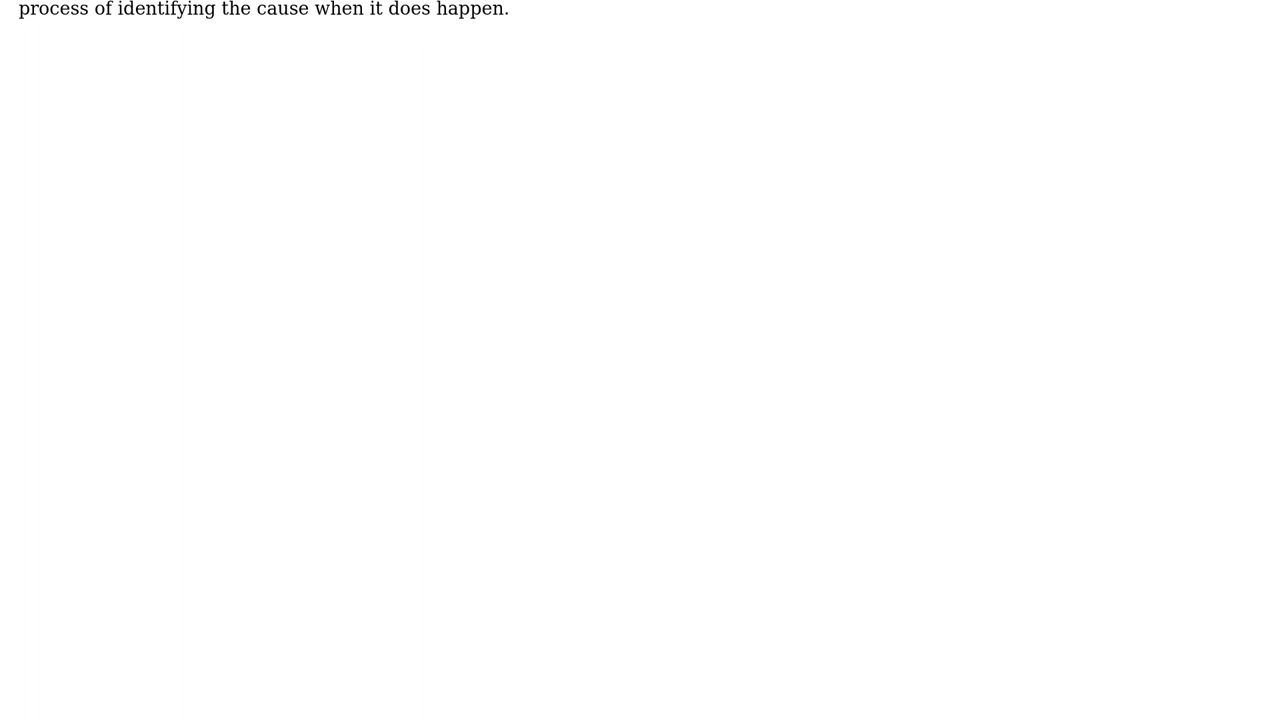 process of identifying the cause when it does happen.